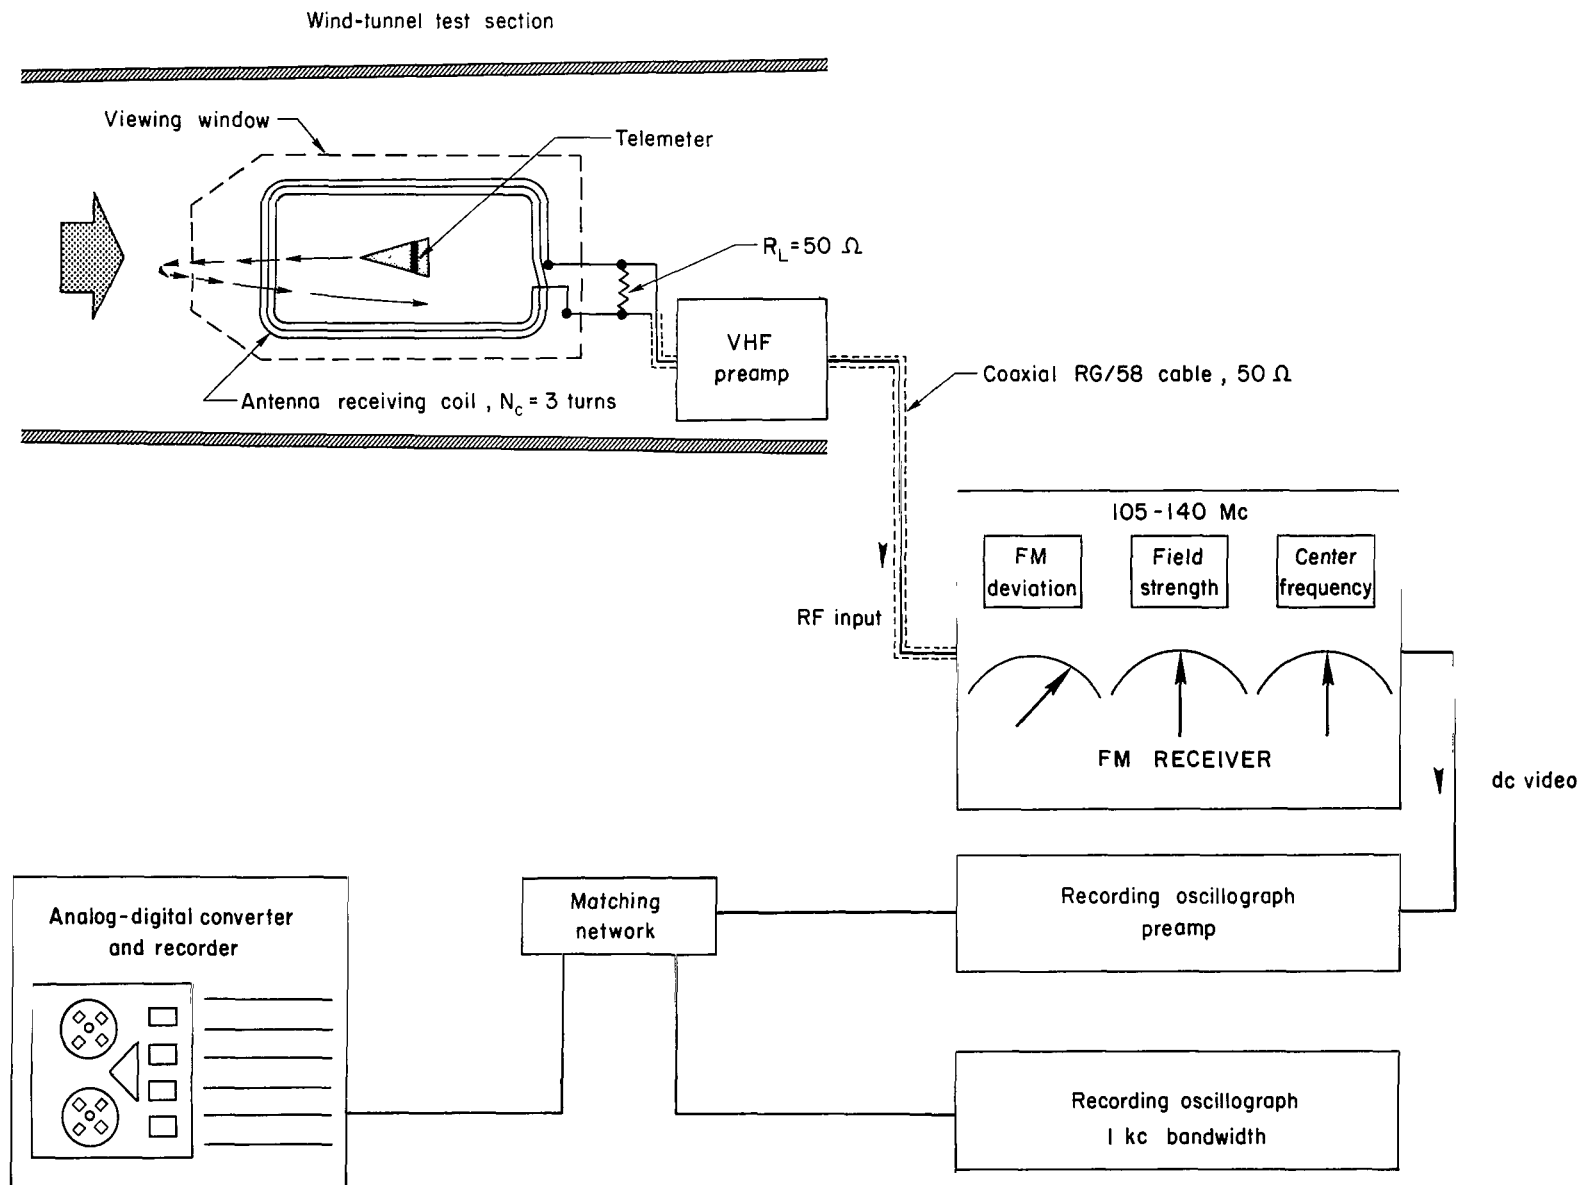 Wind-tunnel test section
Viewing window
Telemeter
R_L = 50 Ω
VHF
preamp
Coaxial RG/58 cable, 50 Ω
Antenna receiving coil, N_c = 3 turns
105-140 Mc
FM
deviation
Field
strength
Center
frequency
RF input
FM RECEIVER
dc video
Analog-digital converter
and recorder
Matching
network
Recording oscillograph
preamp
Recording oscillograph
1 kc bandwidth